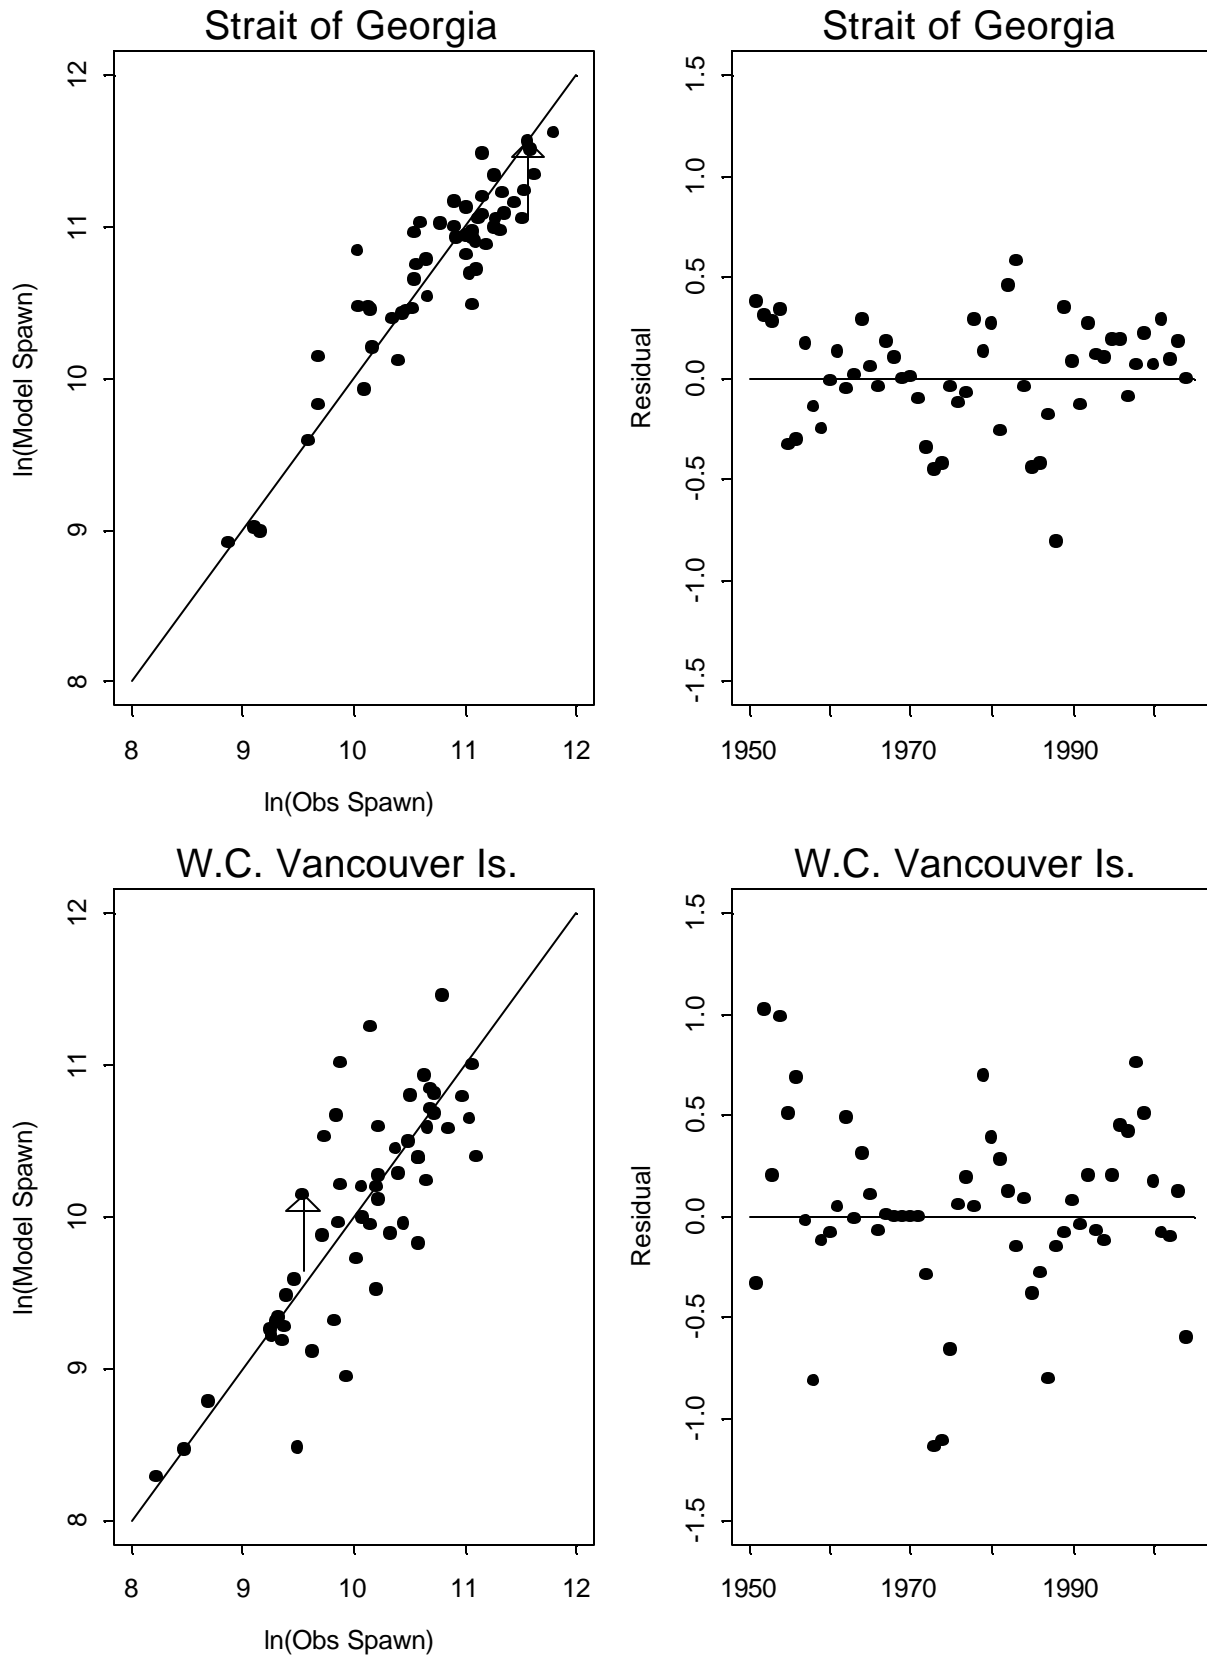 Strait of Georgia
ln(Model Spawn)
12
11
10
9
8
8 9 10 11 12
ln(Obs Spawn)
Strait of Georgia
Residual
1.5
1.0
0.5
0.0
-0.5
-1.0
-1.5
1950 1970 1990
W.C. Vancouver Is.
ln(Model Spawn)
12
11
10
9
8
8 9 10 11 12
ln(Obs Spawn)
W.C. Vancouver Is.
Residual
1.5
1.0
0.5
0.0
-0.5
-1.0
-1.5
1950 1970 1990